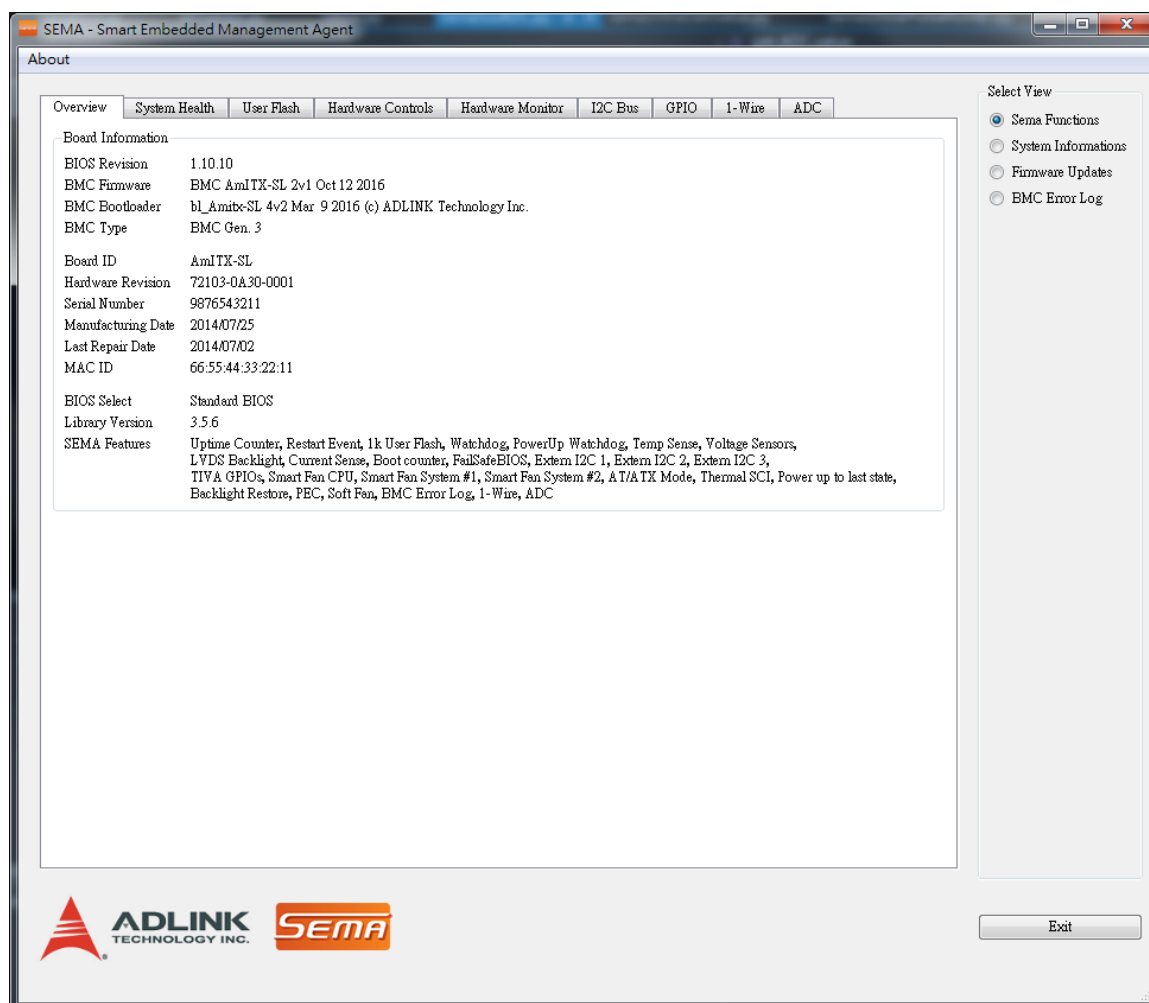 SEMA - Smart Embedded Management Agent
About
Overview
System Health
User Flash
Hardware Controls
Hardware Monitor
I2C Bus
GPIO
1-Wire
ADC
Board Information
BIOS Revision 1.10.10
BMC Firmware BMC AmITX-SL 2v1 Oct 12 2016
BMC Bootloader bl_Amitx-SL 4v2 Mar 9 2016 (c) ADLINK Technology Inc.
BMC Type BMC Gen. 3
Board ID AmITX-SL
Hardware Revision 72103-0A30-0001
Serial Number 9876543211
Manufacturing Date 2014/07/25
Last Repair Date 2014/07/02
MAC ID 66:55:44:33:22:11
BIOS Select Standard BIOS
Library Version 3.5.6
SEMA Features Uptime Counter, Restart Event, 1k User Flash, Watchdog, PowerUp Watchdog, Temp Sense, Voltage Sensors,
LVDS Backlight, Current Sense, Boot counter, FailSafeBIOS, Extern I2C 1, Extern I2C 2, Extern I2C 3,
TIVA GPIOs, Smart Fan CPU, Smart Fan System #1, Smart Fan System #2, AT/ATX Mode, Thermal SCI, Power up to last state,
Backlight Restore, PEC, Soft Fan, BMC Error Log, 1-Wire, ADC
Select View
Sema Functions
System Informations
Firmware Updates
BMC Error Log
ADLINK
TECHNOLOGY INC.
SEMA
Exit